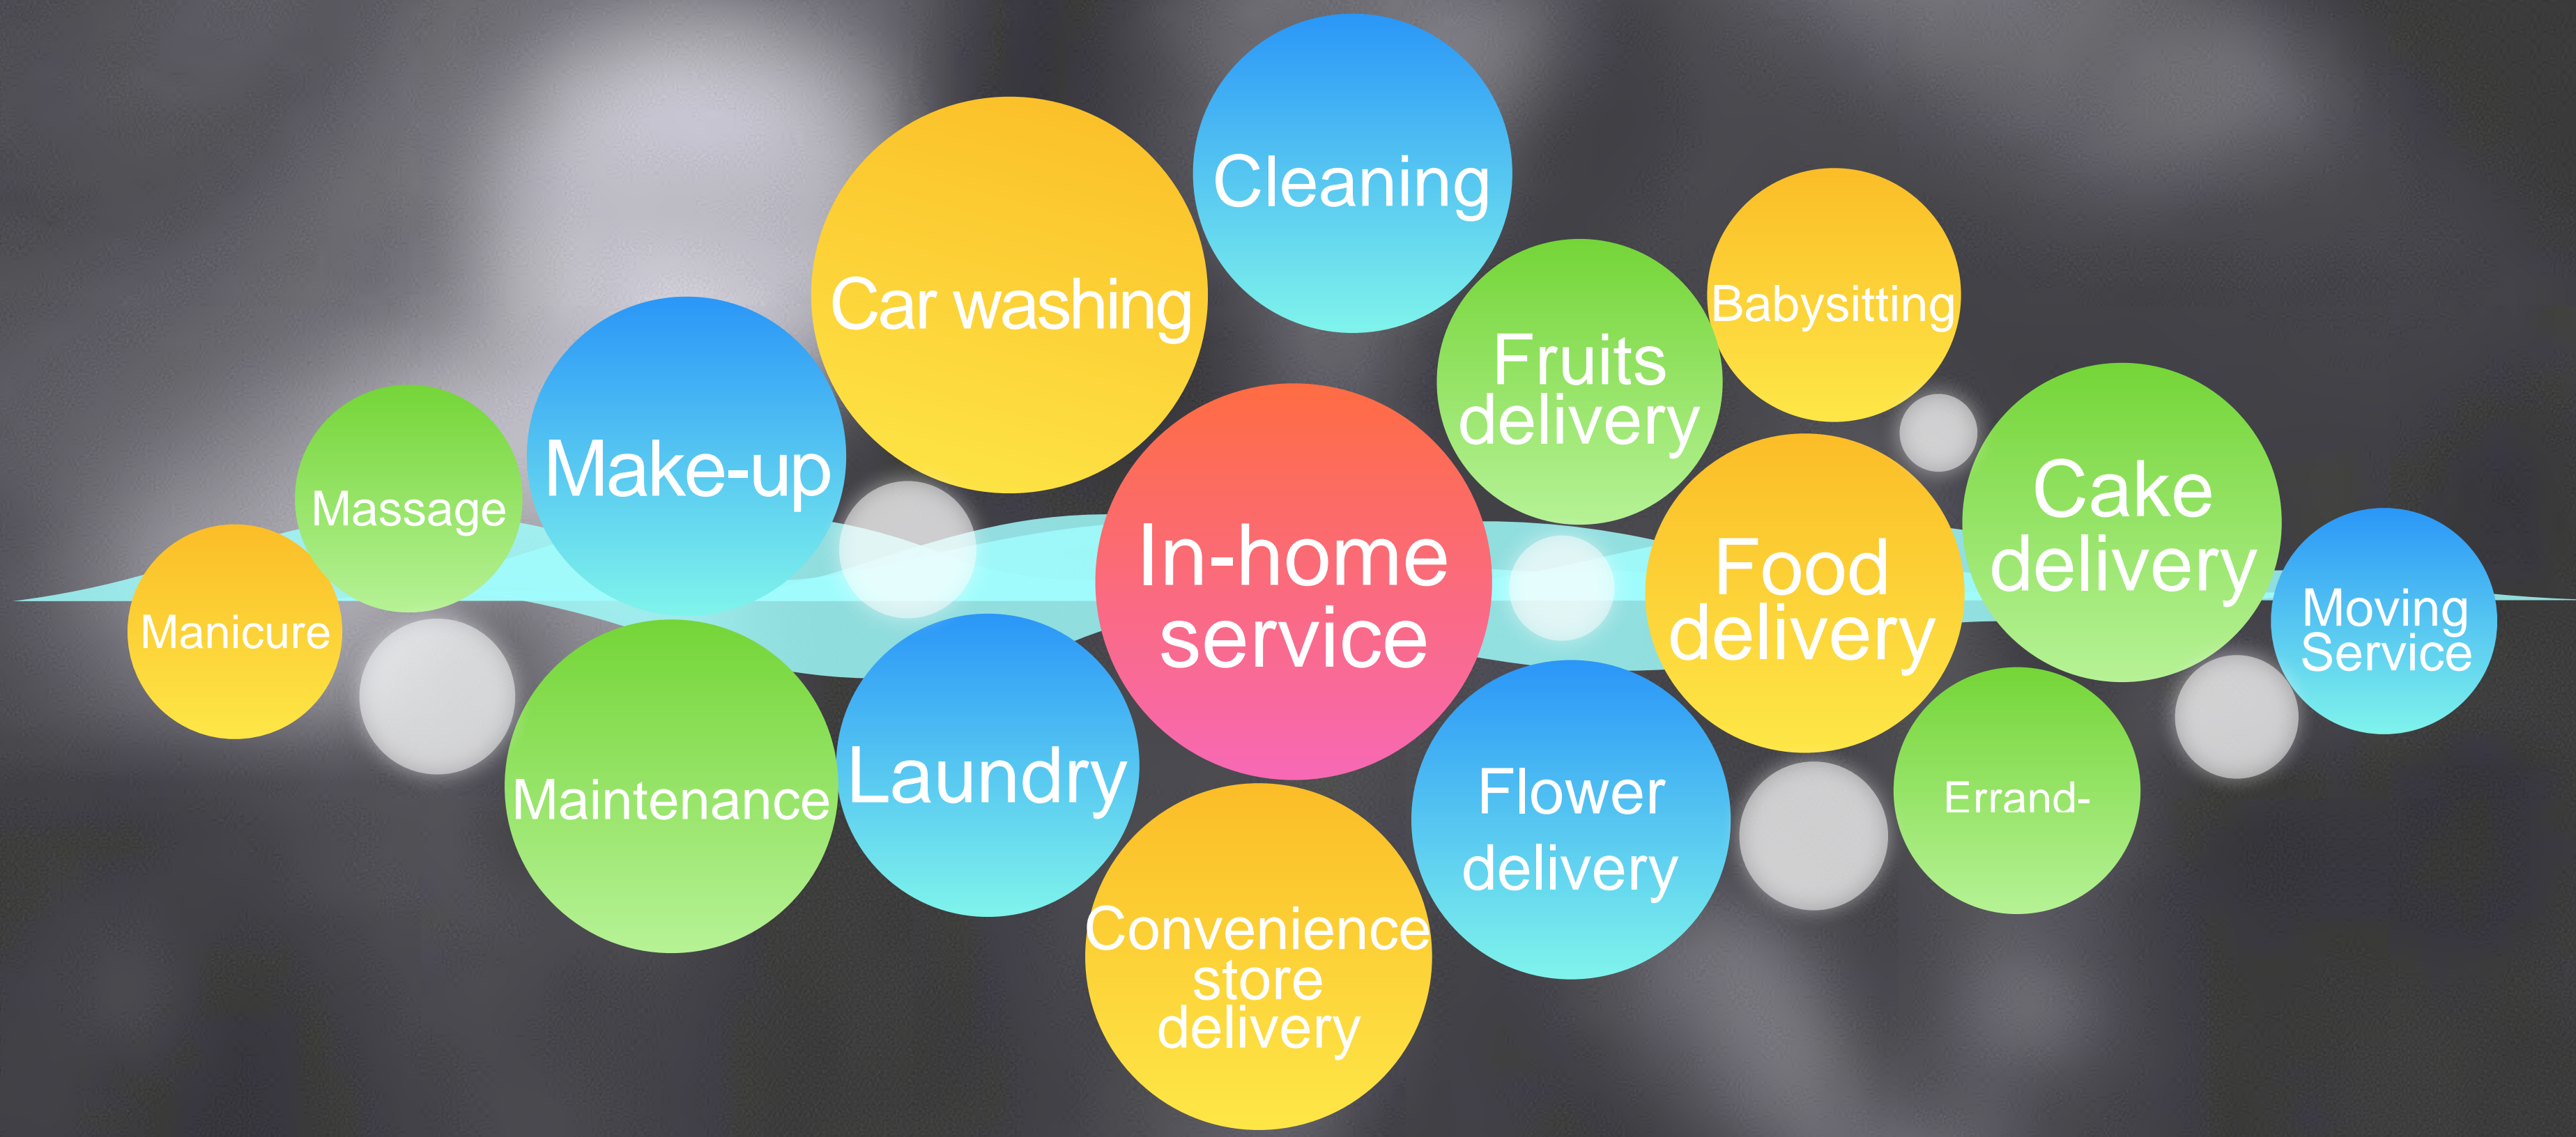 Cleaning
Car washing
Babysitting
Fruits
delivery
Make-up
Massage
In-home
service
Cake
delivery
Food
delivery
Manicure
Moving
Service
Maintenance
Laundry
Flower
delivery
Errand-
Convenience
store
delivery